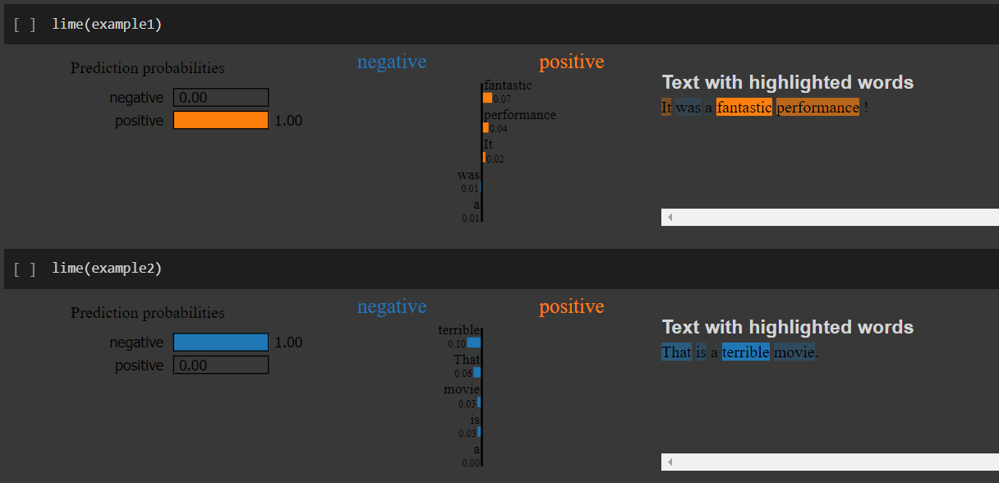 [ ] lime(example1)
Prediction probabilities
negative 0.00
positive 1.00
negative positive
fantastic
0.07
performance
0.04
It
0.02
was
0.01
a
0.01
Text with highlighted words
It was a fantastic performance !
[ ] lime(example2)
Prediction probabilities
negative 1.00
positive 0.00
negative positive
terrible
0.10
That
0.06
movie
0.03
is
0.03
a
0.00
Text with highlighted words
That is a terrible movie.